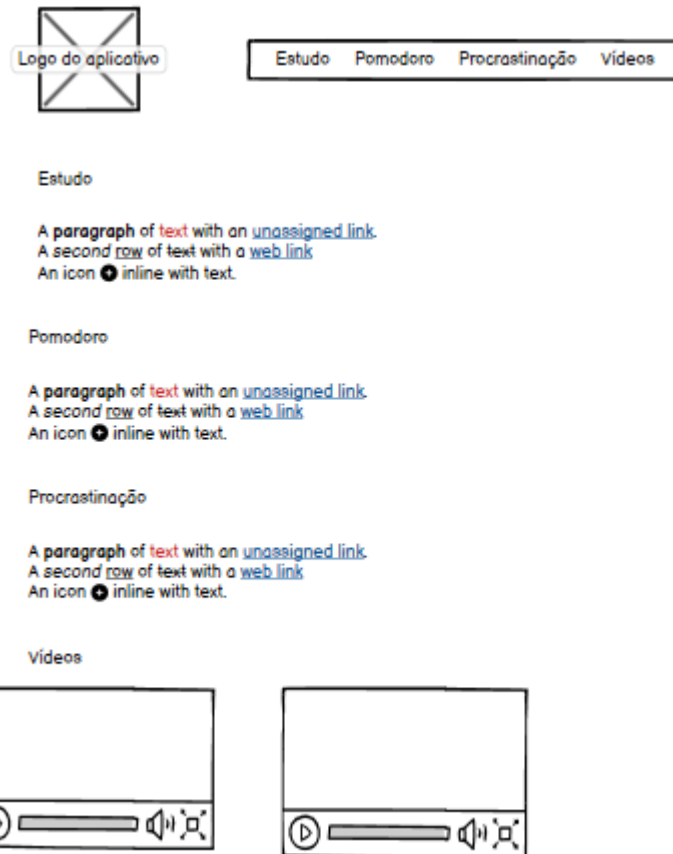 Logo do aplicativo
Estudo Pomodoro Procrastinação Vídeos
Estudo
A paragraph of text with an unassigned link.
A second row of text with a web link
An icon inline with text.
Pomodoro
A paragraph of text with an unassigned link.
A second row of text with a web link
An icon inline with text.
Procrastinação
A paragraph of text with an unassigned link.
A second row of text with a web link
An icon inline with text.
Vídeos